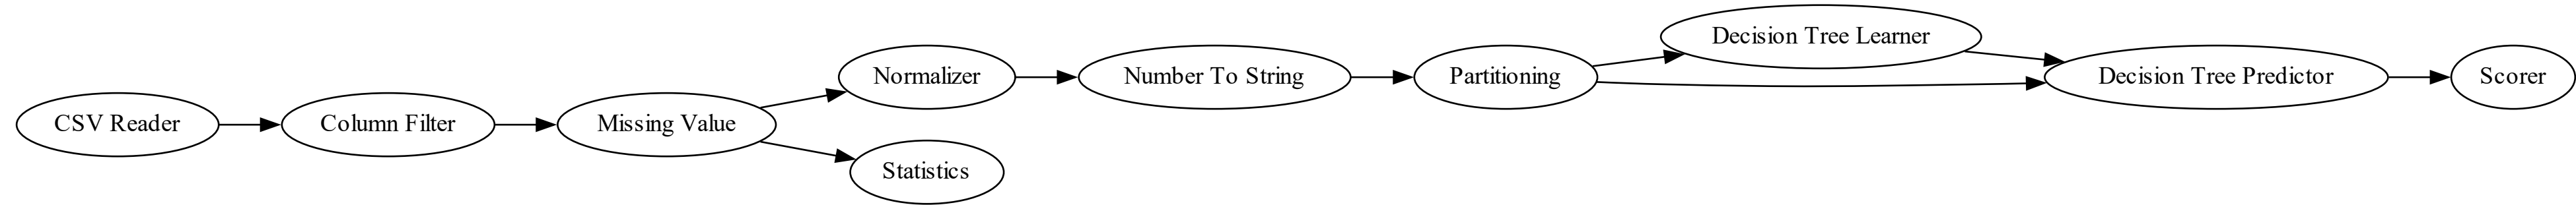 CSV Reader
Column Filter
Missing Value
Normalizer
Statistics
Number To String
Partitioning
Decision Tree Learner
Decision Tree Predictor
Scorer